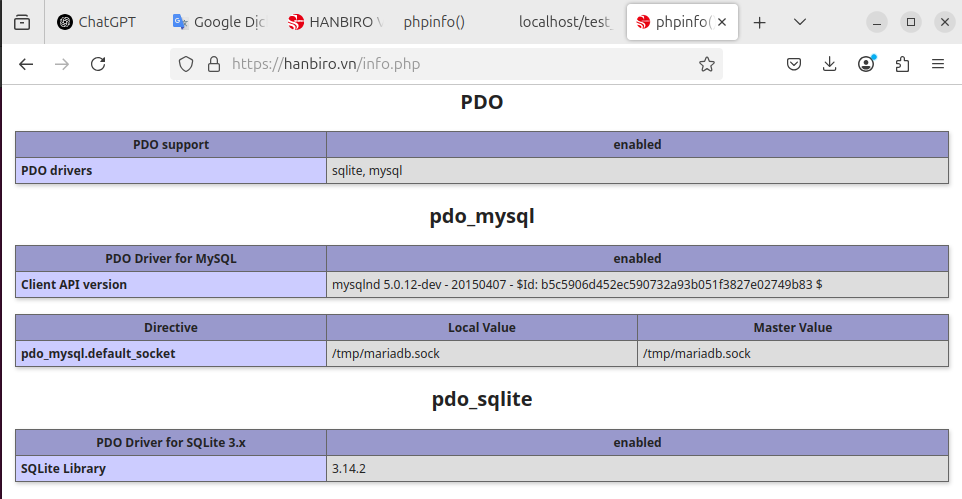 ChatGPT
Google Dic
HANBIRO V
phpinfo()
localhost/test_
phpinfo(
https://hanbiro.vn/info.php
PDO
PDO support enabled
PDO drivers sqlite, mysql
pdo_mysql
PDO Driver for MySQL enabled
Client API version mysqlnd 5.0.12-dev - 20150407 - $Id: b5c5906d452ec590732a93b051f3827e02749b83 $
Directive Local Value Master Value
pdo_mysql.default_socket /tmp/mariadb.sock /tmp/mariadb.sock
pdo_sqlite
PDO Driver for SQLite 3.x enabled
SQLite Library 3.14.2